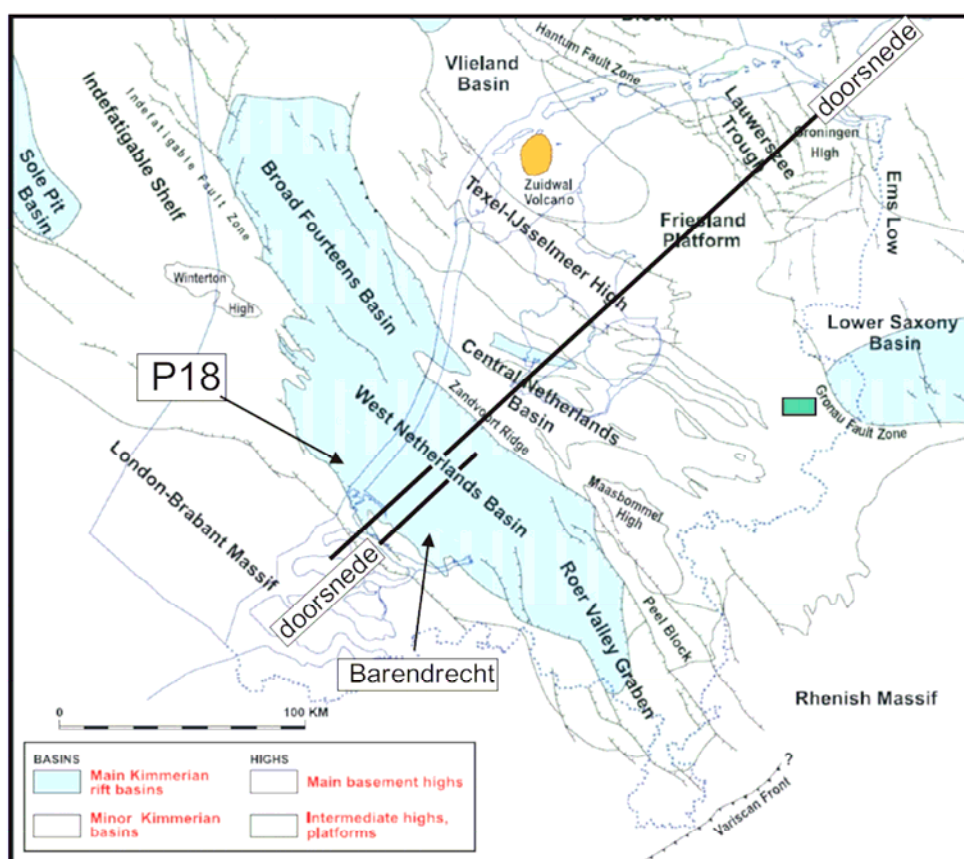 Block
Hantum Fault Zone
doorsnede
Vlieland
Basin
Indefatigable Shelf
Indefatigable Fault Zone
Lauwerszee
Trough
Groningen
High
Sole Pit
Basin
Broad Fourteens Basin
Zuidwal
Volcano
Texel-IJsselmeer High
Friesland
Platform
Ems Low
Winterton
High
Lower Saxony
Basin
P18
Central Netherlands
Basin
Zandvoort Ridge
West Netherlands Basin
Gronau Fault Zone
London-Brabant Massif
Maasbommel
High
doorsnede
Roer Valley Graben
Peel Block
Barendrecht
Rhenish Massif
0 100 KM
?
Variscan Front
BASINS
Main Kimmerian
rift basins
Minor Kimmerian
basins
HIGHS
Main basement highs
Intermediate highs,
platforms